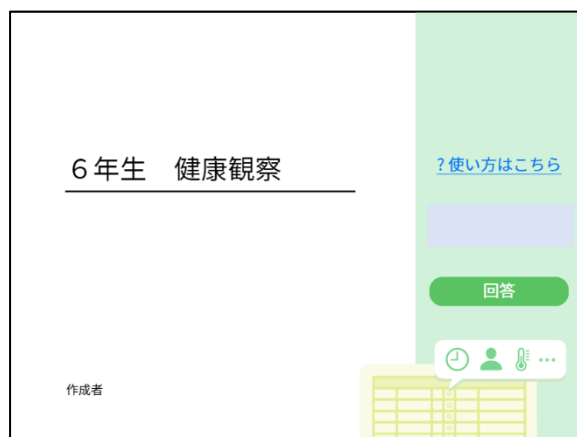 ６年生　健康観察
?使い方はこちら
回答
作成者